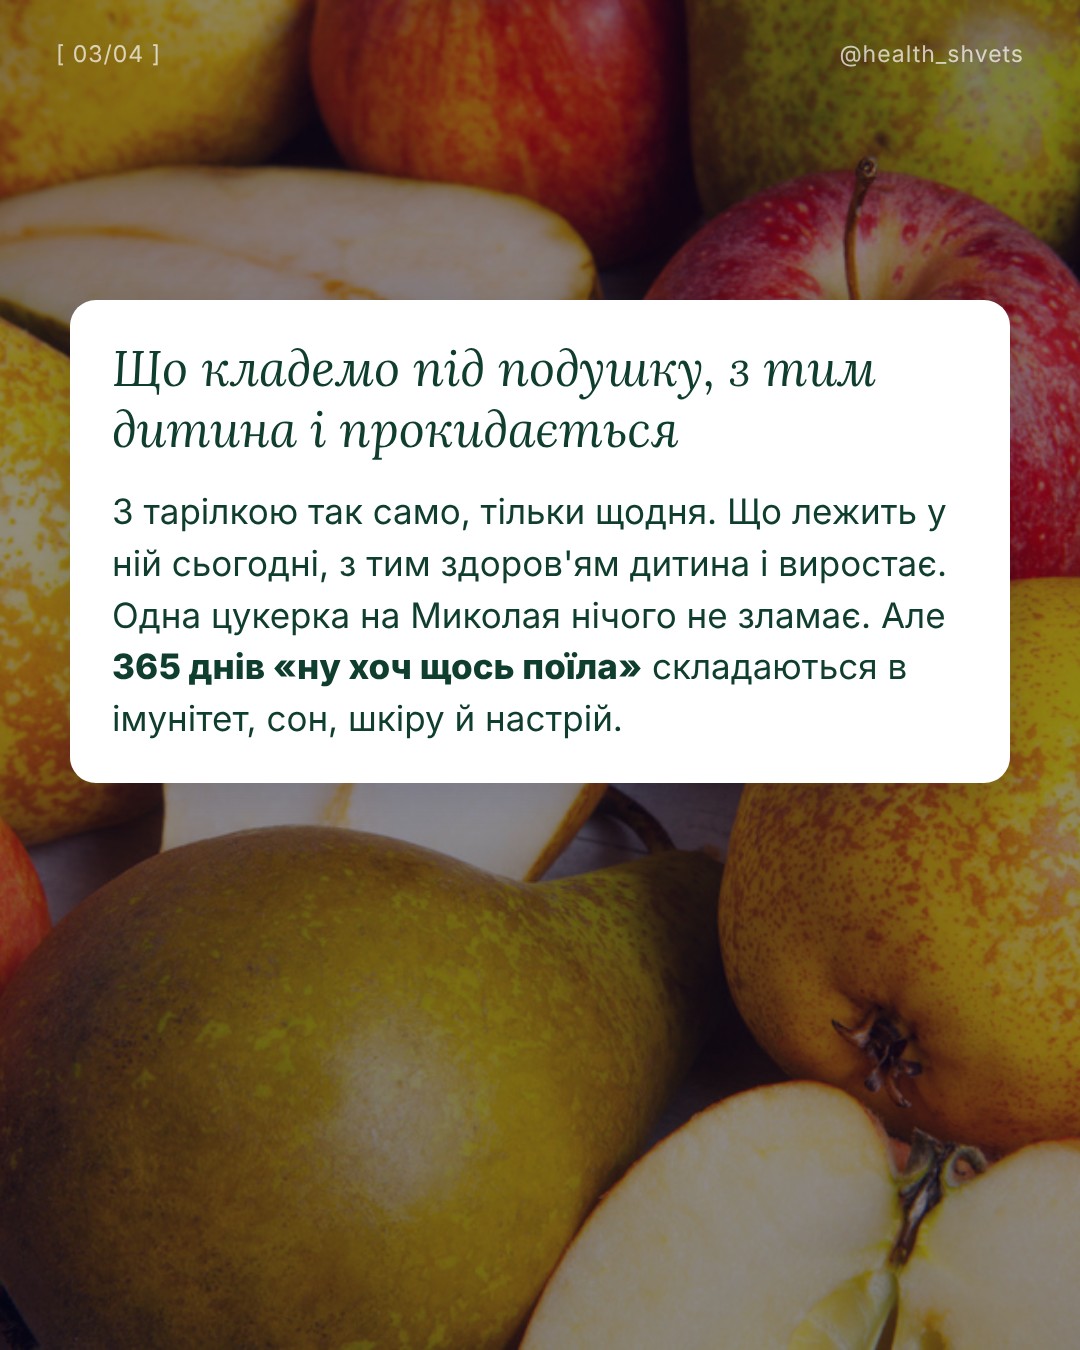 [ 03/04 ]
@health_shvets
Що кладемо під подушку, з тим
дитина і прокидається
З тарілкою так само, тільки щодня. Що лежить у
ній сьогодні, з тим здоров'ям дитина і виростає.
Одна цукерка на Миколая нічого не зламає. Але
365 днів «ну хоч щось поїла» складаються в
імунітет, сон, шкіру й настрій.